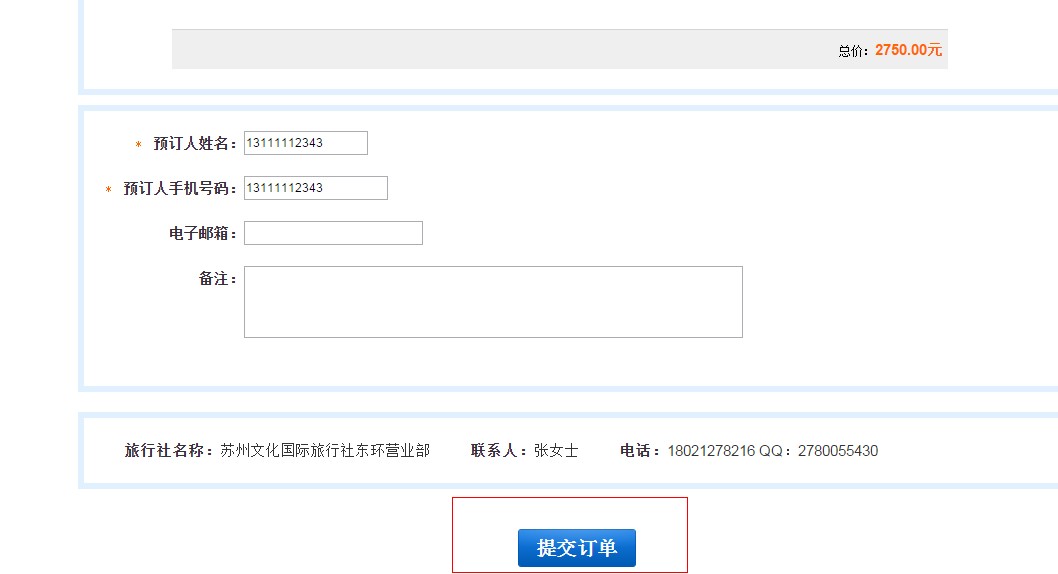 总价：2750.00元
* 预订人姓名：13111112343
* 预订人手机号码：13111112343
电子邮箱：
备注：
旅行社名称：苏州文化国际旅行社东环营业部 联系人：张女士 电话：18021278216 QQ：2780055430
提交订单